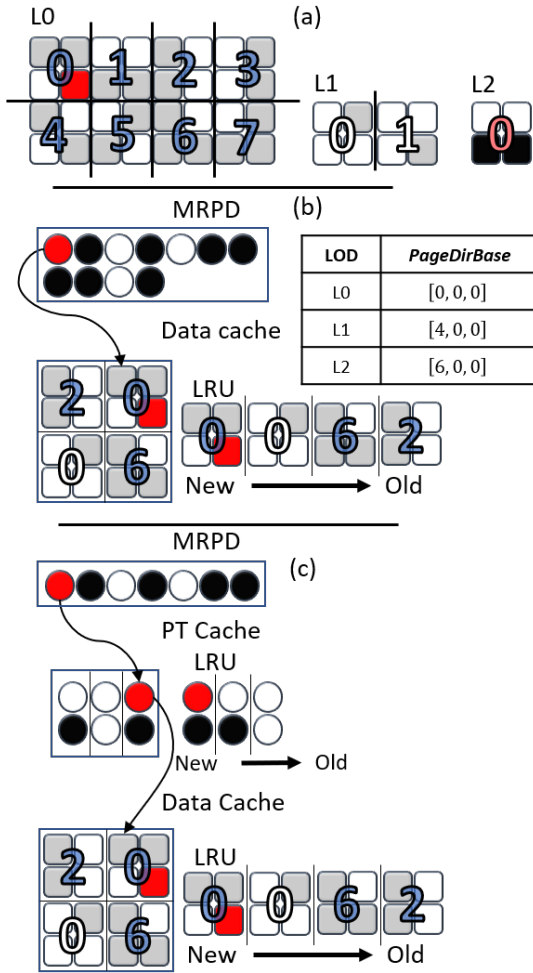 L0
(a)
0 1 2 3
4 5 6 7
L1
0 1
L2
0
MRPD
(b)
LOD PageDirBase
L0 [0, 0, 0]
L1 [4, 0, 0]
L2 [6, 0, 0]
Data cache
2 0
0 6
LRU
0 0 6 2
New Old
MRPD
(c)
PT Cache
LRU
New Old
Data Cache
2 0
0 6
LRU
0 0 6 2
New Old